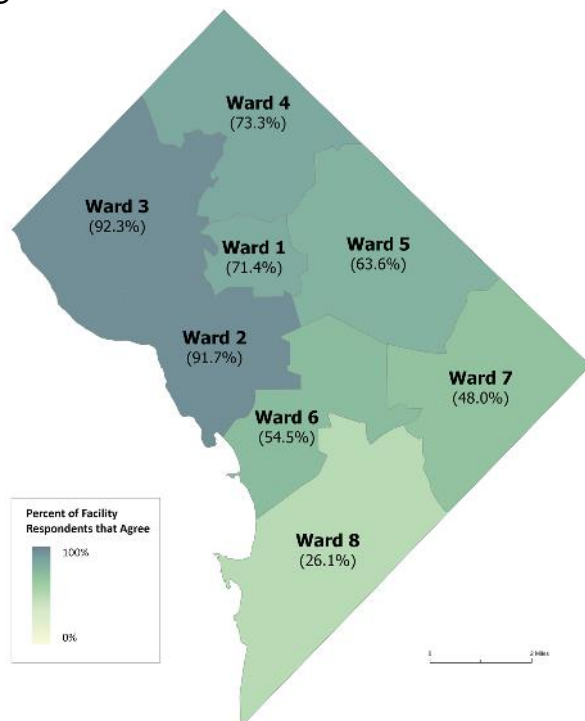 Ward 4
(73.3%)
Ward 3
(92.3%)
Ward 1
(71.4%)
Ward 5
(63.6%)
Ward 2
(91.7%)
Ward 7
(48.0%)
Ward 6
(54.5%)
Ward 8
(26.1%)
Percent of Facility
Respondents that Agree
100%
0%
1 2 Miles